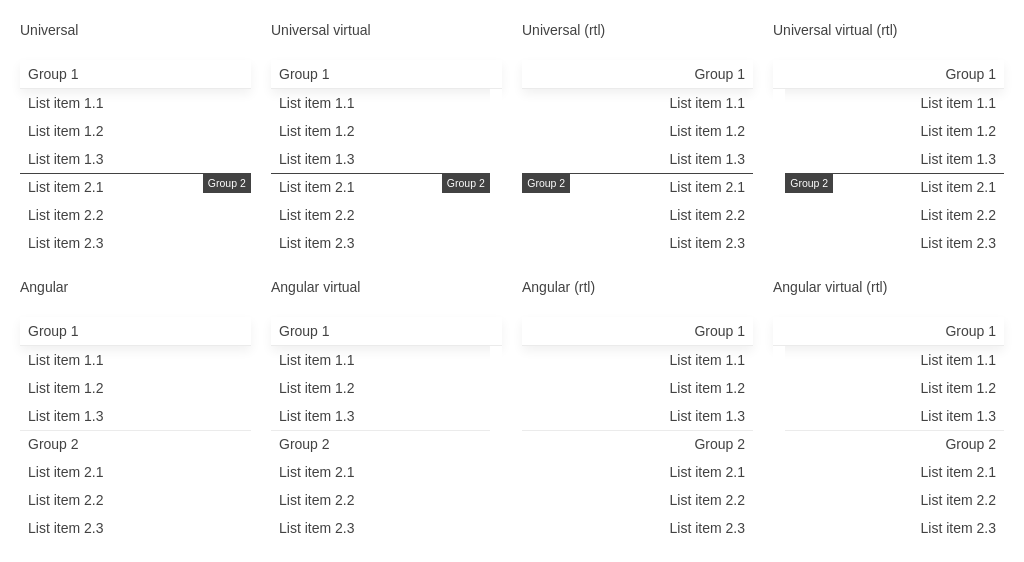 Universal
Group 1
List item 1.1
List item 1.2
List item 1.3
Group 2
List item 2.1
List item 2.2
List item 2.3
Universal virtual
Group 1
List item 1.1
List item 1.2
List item 1.3
Group 2
List item 2.1
List item 2.2
List item 2.3
Universal (rtl)
Group 1
List item 1.1
List item 1.2
List item 1.3
Group 2
List item 2.1
List item 2.2
List item 2.3
Universal virtual (rtl)
Group 1
List item 1.1
List item 1.2
List item 1.3
Group 2
List item 2.1
List item 2.2
List item 2.3
Angular
Group 1
List item 1.1
List item 1.2
List item 1.3
Group 2
List item 2.1
List item 2.2
List item 2.3
Angular virtual
Group 1
List item 1.1
List item 1.2
List item 1.3
Group 2
List item 2.1
List item 2.2
List item 2.3
Angular (rtl)
Group 1
List item 1.1
List item 1.2
List item 1.3
Group 2
List item 2.1
List item 2.2
List item 2.3
Angular virtual (rtl)
Group 1
List item 1.1
List item 1.2
List item 1.3
Group 2
List item 2.1
List item 2.2
List item 2.3